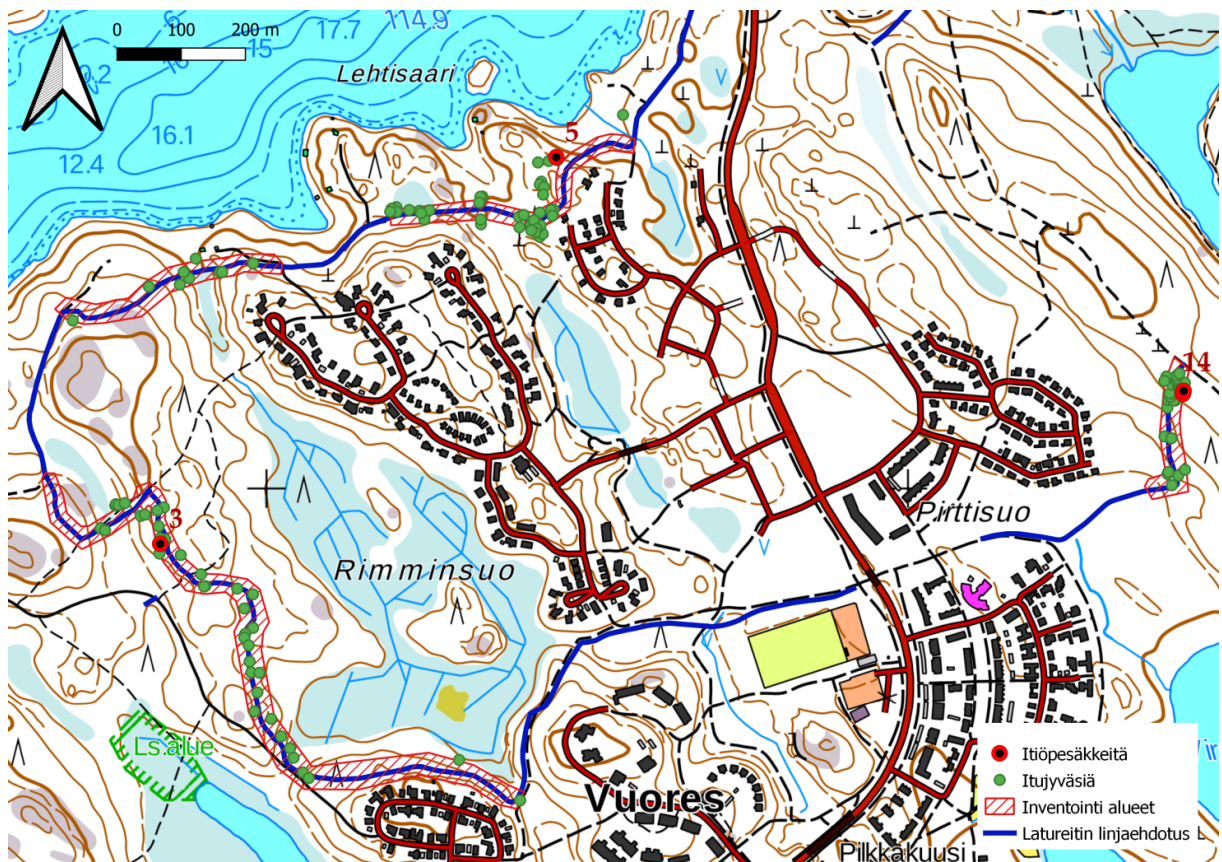 0 100 200 m
17.7
114.9
15
16
Lehtisaari
16.1
12.4
5
14
3
Pirttisuo
Rimminsuo
Ls.alue
Vuores
Pilkkakuusi
Itiöpesäkkeitä
Itujyväsiä
Inventointi alueet
Latureitin linjaehdotus L